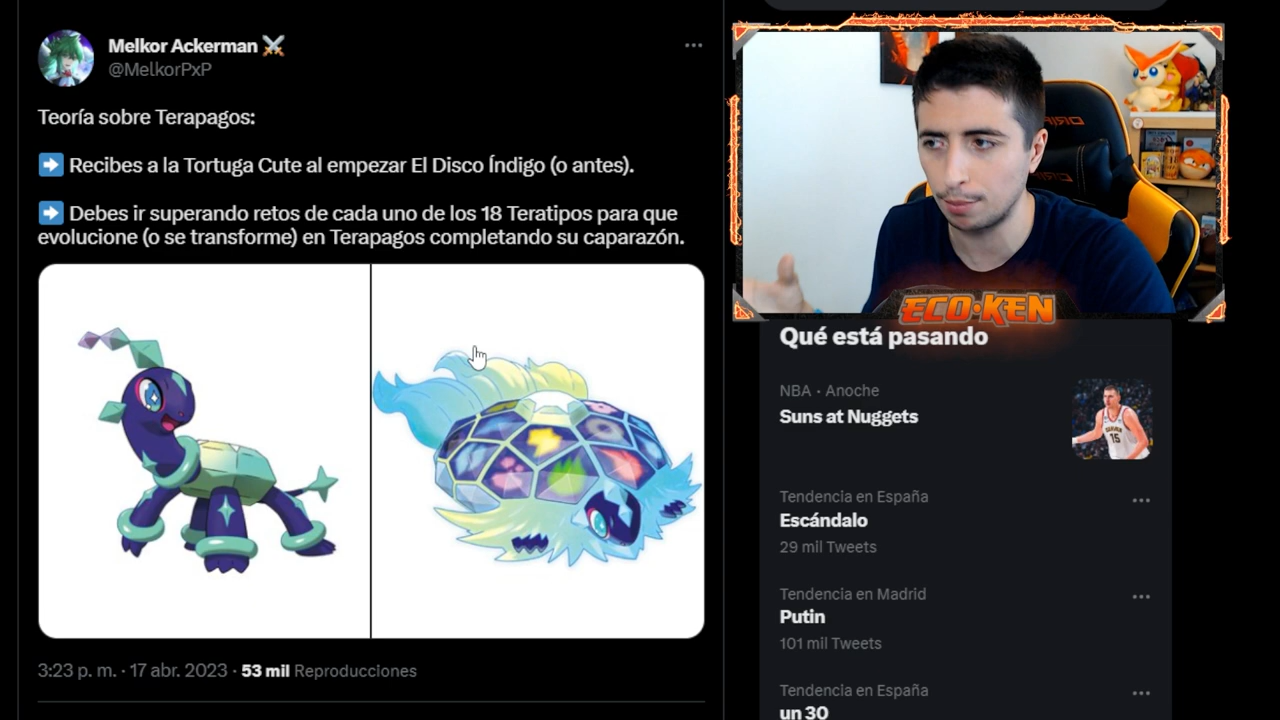 Melkor Ackerman ⚔️
@MelkorPxP
Teoría sobre Terapagos:
➡️ Recibes a la Tortuga Cute al empezar El Disco Índigo (o antes).
➡️ Debes ir superando retos de cada uno de los 18 Teratipos para que
evolucione (o se transforme) en Terapagos completando su caparazón.
3:23 p. m. · 17 abr. 2023 · 53 mil Reproducciones
ECO·KEN
Qué está pasando
NBA · Anoche
Suns at Nuggets
Tendencia en España
Escándalo
29 mil Tweets
Tendencia en Madrid
Putin
101 mil Tweets
Tendencia en España
un 30